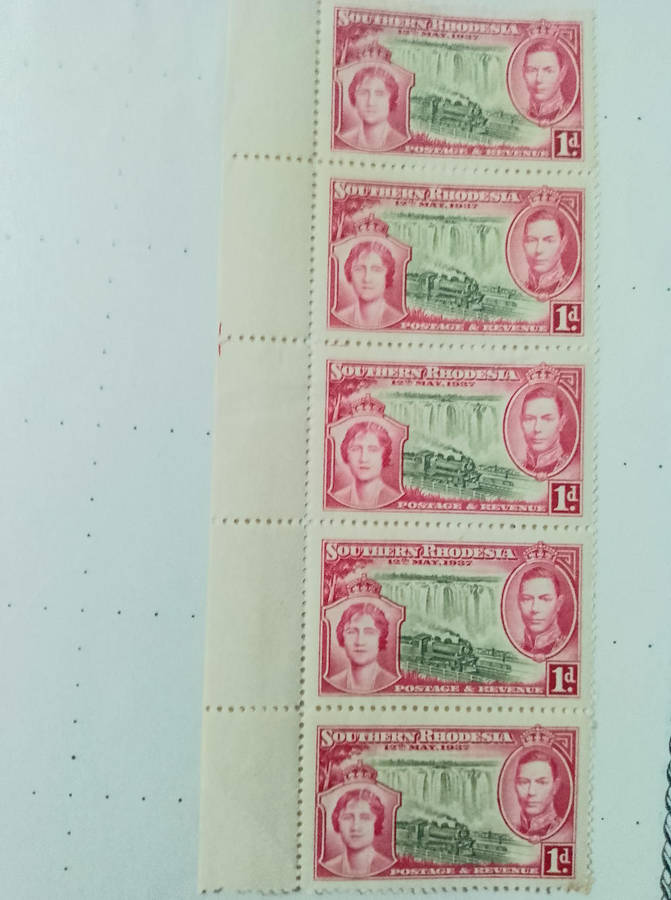 SOUTHERN RHODESIA
12TH MAY, 1937
POSTAGE & REVENUE
1d.
SOUTHERN RHODESIA
12TH MAY, 1937
POSTAGE & REVENUE
1d.
SOUTHERN RHODESIA
12TH MAY, 1937
POSTAGE & REVENUE
1d.
SOUTHERN RHODESIA
12TH MAY, 1937
POSTAGE & REVENUE
1d.
SOUTHERN RHODESIA
12TH MAY, 1937
POSTAGE & REVENUE
1d.